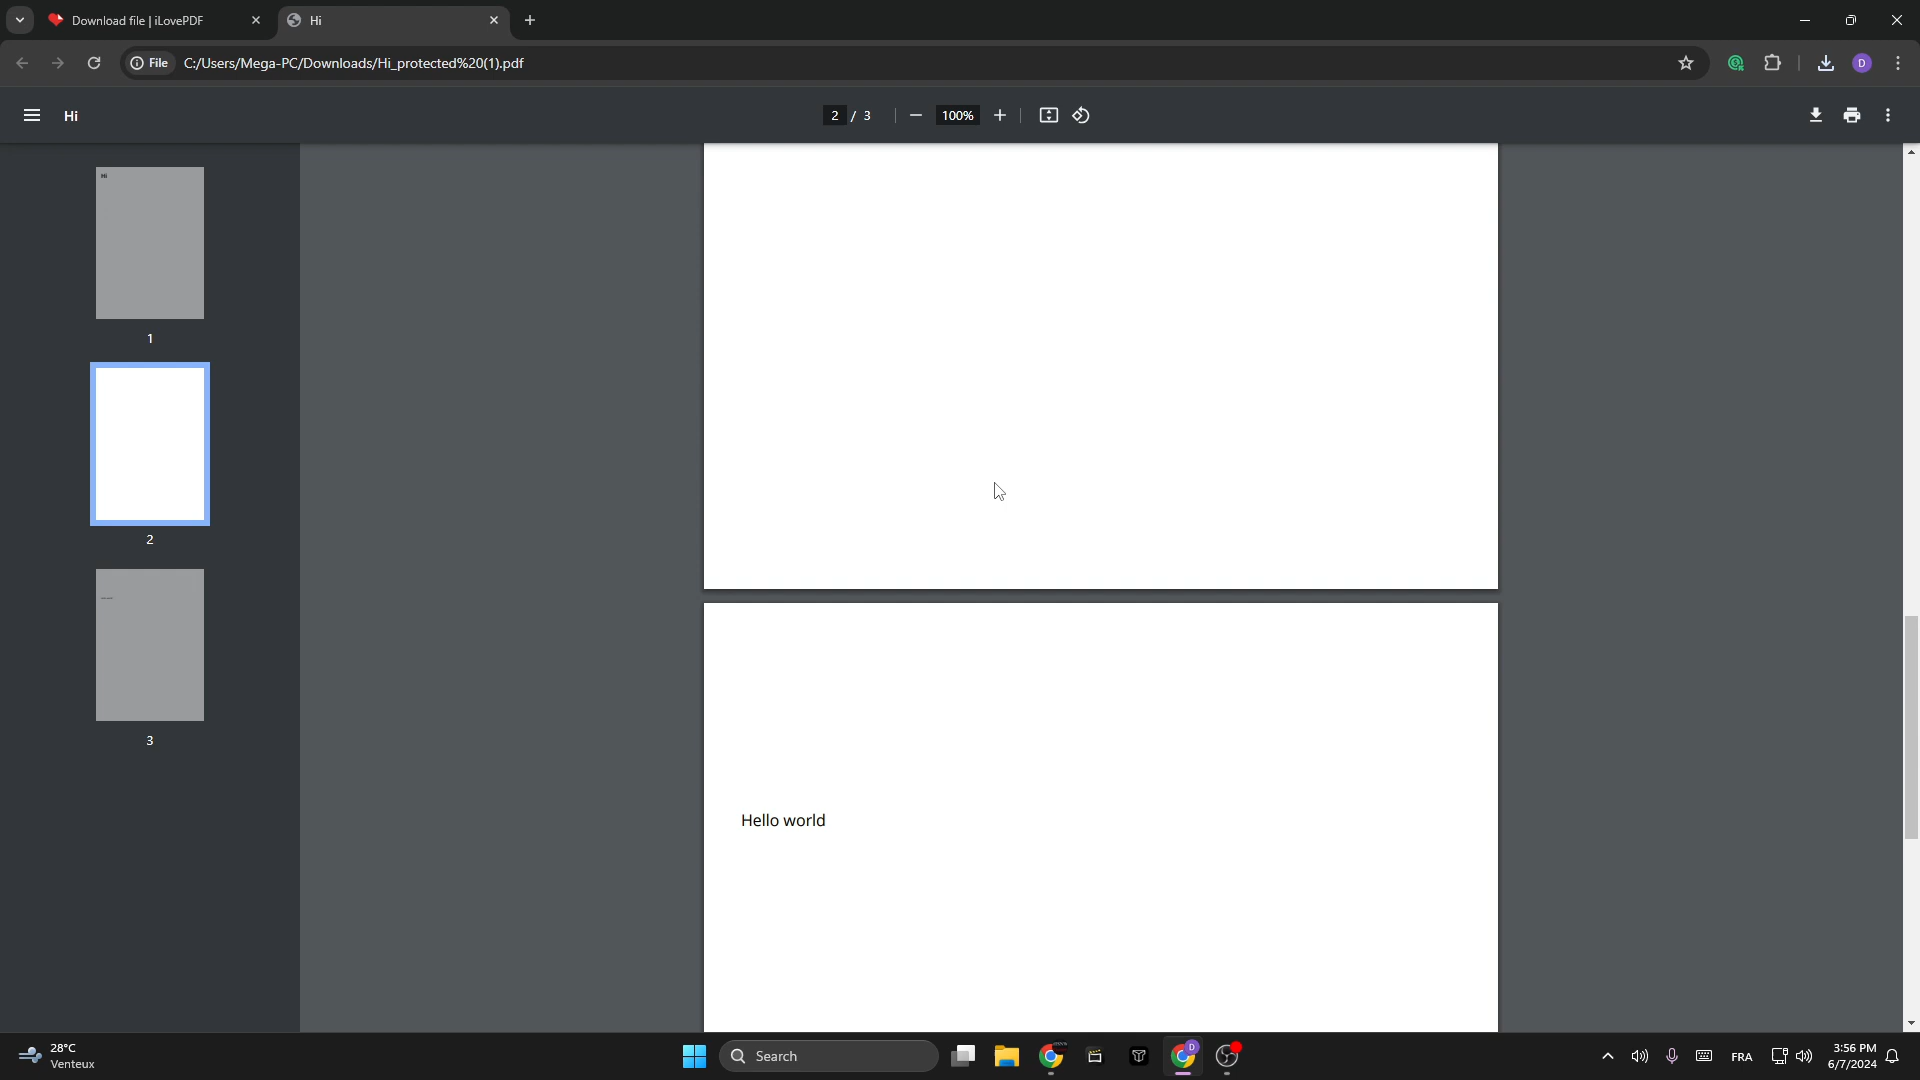 Download file | iLovePDF
Hi
File
C:/Users/Mega-PC/Downloads/Hi_protected%20(1).pdf
Hi
2 / 3
100%
Hi
1
2
3
Hello world
28°C
Venteux
Search
D
D
FRA
3:56 PM
6/7/2024